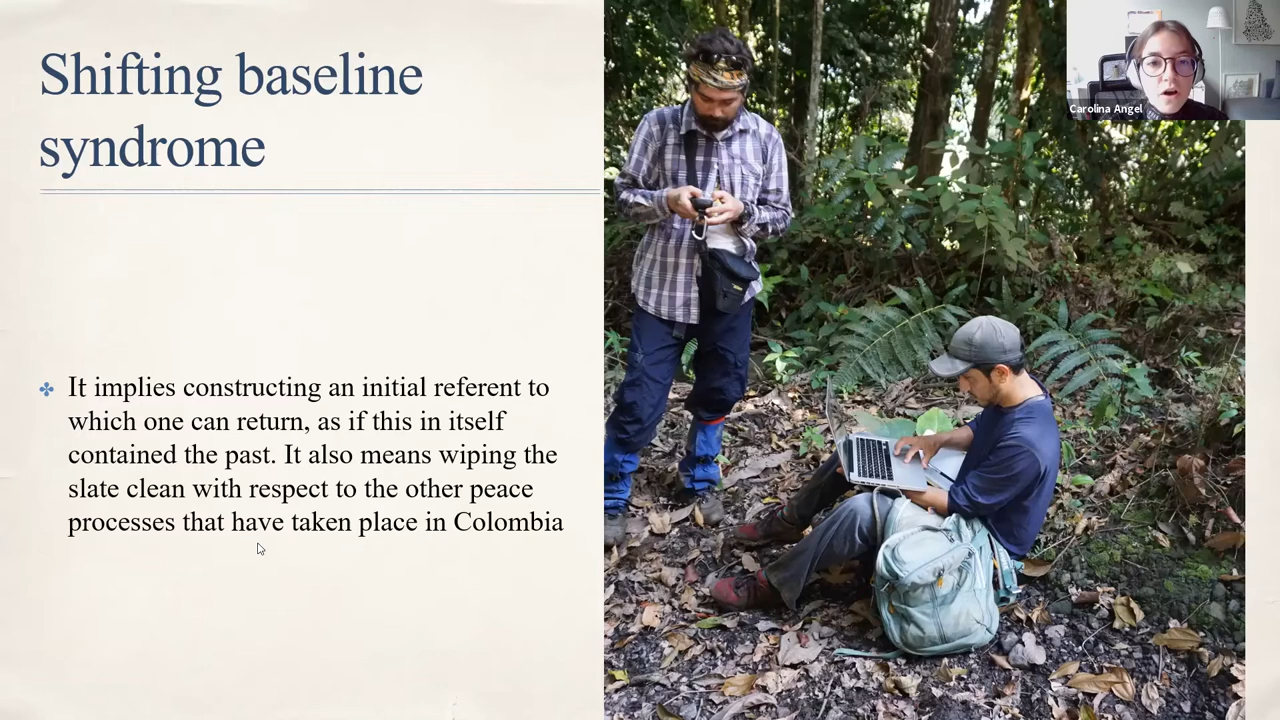 Shifting baseline
syndrome
It implies constructing an initial referent to
which one can return, as if this in itself
contained the past. It also means wiping the
slate clean with respect to the other peace
processes that have taken place in Colombia
Carolina Angel